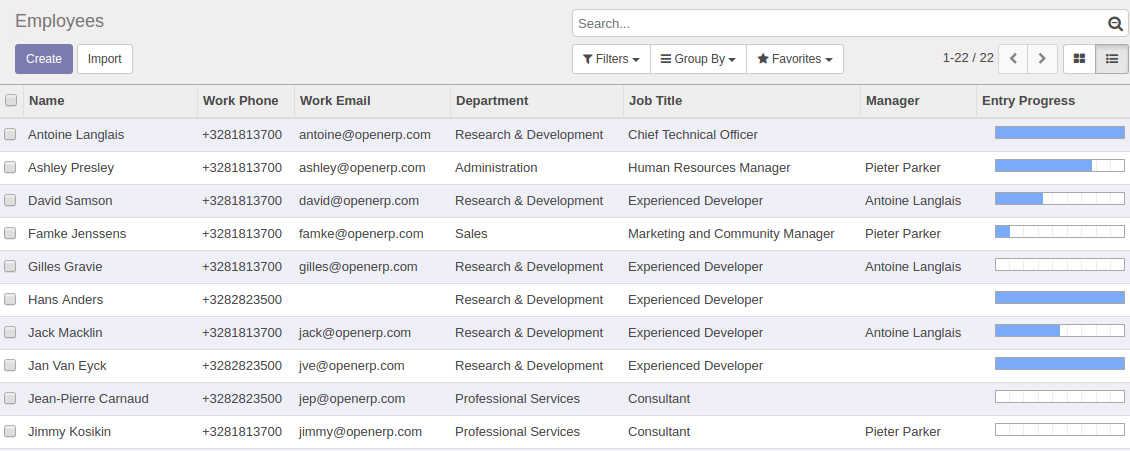 Employees
Search...
Create Import
Filters Group By Favorites 1-22 / 22
Name Work Phone Work Email Department Job Title Manager Entry Progress
Antoine Langlais +3281813700 antoine@openerp.com Research & Development Chief Technical Officer
Ashley Presley +3281813700 ashley@openerp.com Administration Human Resources Manager Pieter Parker
David Samson +3281813700 david@openerp.com Research & Development Experienced Developer Antoine Langlais
Famke Jenssens +3281813700 famke@openerp.com Sales Marketing and Community Manager Pieter Parker
Gilles Gravie +3281813700 gilles@openerp.com Research & Development Experienced Developer Antoine Langlais
Hans Anders +3282823500 Research & Development Experienced Developer
Jack Macklin +3281813700 jack@openerp.com Research & Development Experienced Developer Antoine Langlais
Jan Van Eyck +3282823500 jve@openerp.com Research & Development Experienced Developer
Jean-Pierre Carnaud +3282823500 jep@openerp.com Professional Services Consultant
Jimmy Kosikin +3281813700 jimmy@openerp.com Professional Services Consultant Pieter Parker